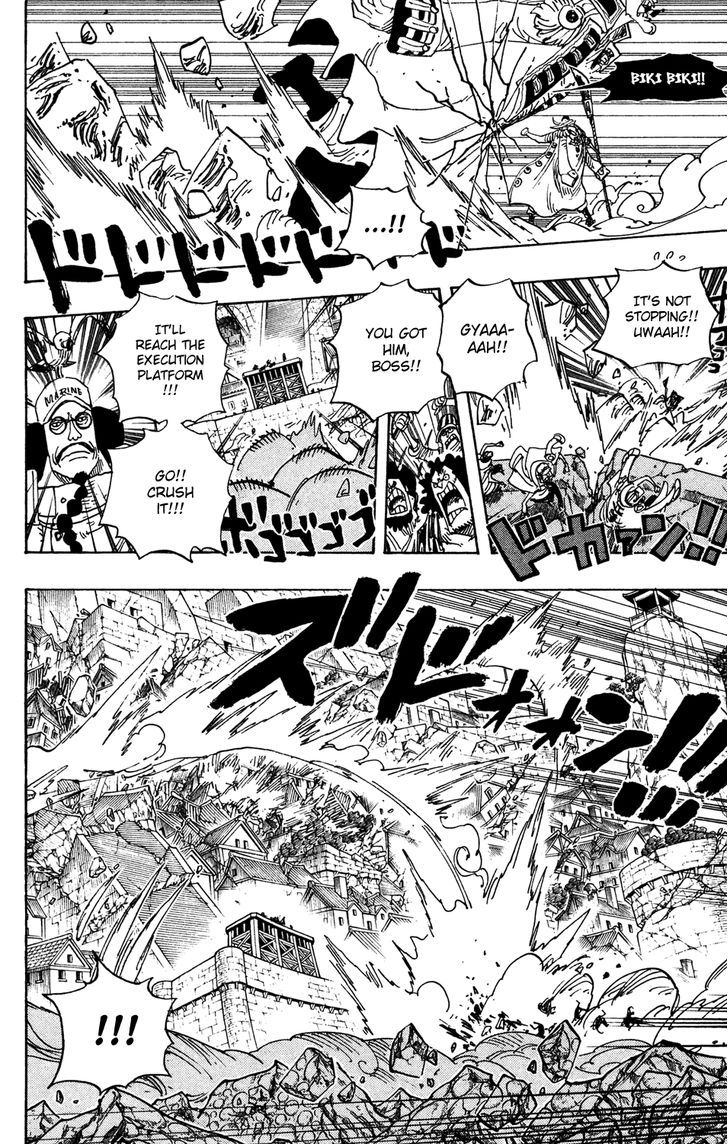 BIKI BIKI!!
...!!
ドドドドドドド
IT'S NOT
STOPPING!!
UWAAH!!
ドカァン!!
GYAAA-
AAH!!
YOU GOT
HIM,
BOSS!!
IT'LL
REACH THE
EXECUTION
PLATFORM
!!!
ゴゴゴゴ
MARINE
GO!!
CRUSH
IT!!!
ズドォオン!!!
!!!